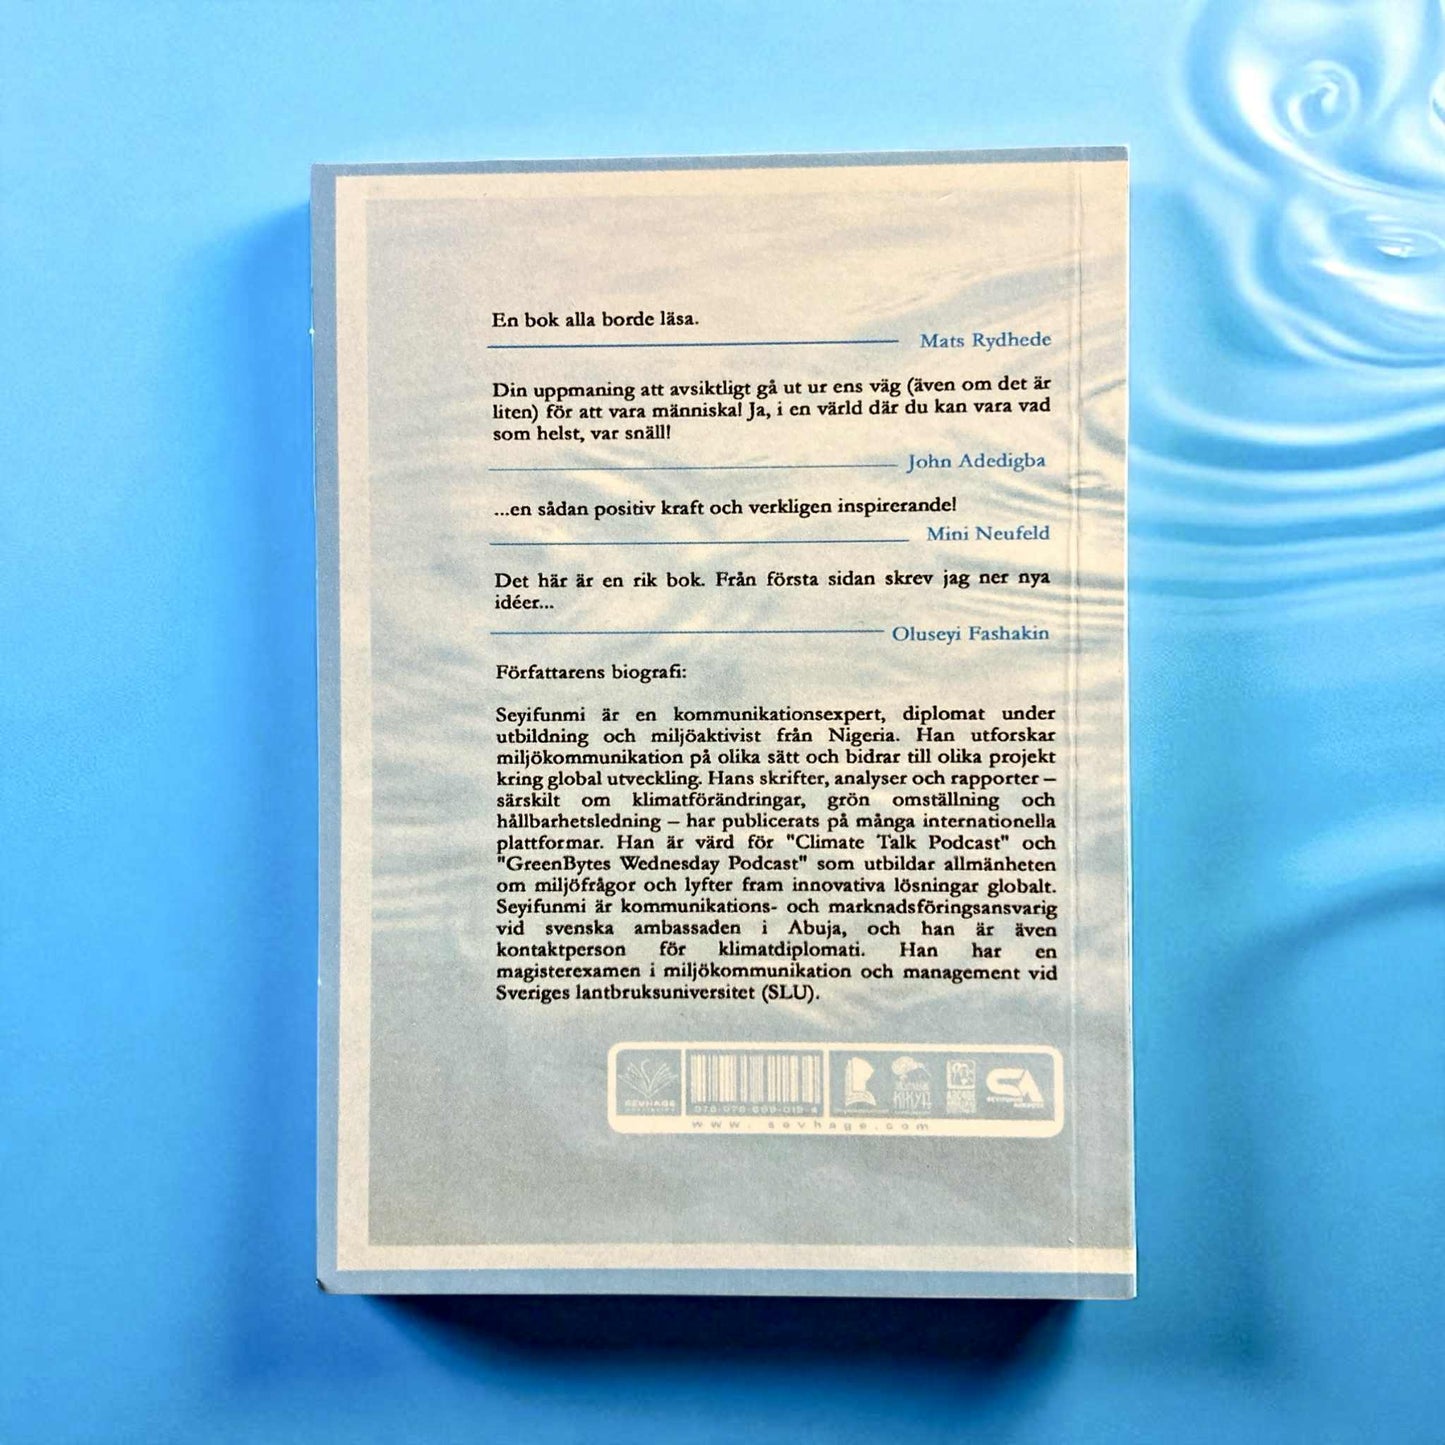 En bok alla borde läsa.
Mats Rydhede
Din uppmaning att avsiktligt gå ut ur ens väg (även om det är
liten) för att vara människa! Ja, i en värld där du kan vara vad
som helst, var snäll!
John Adedigba
...en sådan positiv kraft och verkligen inspirerande!
Mini Neufeld
Det här är en rik bok. Från första sidan skrev jag ner nya
idéer...
Oluseyi Fashakin
Författarens biografi:
Seyifunmi är en kommunikationsexpert, diplomat under
utbildning och miljöaktivist från Nigeria. Han utforskar
miljökommunikation på olika sätt och bidrar till olika projekt
kring global utveckling. Hans skrifter, analyser och rapporter –
särskilt om klimatförändringar, grön omställning och
hållbarhetsledning – har publicerats på många internationella
plattformar. Han är värd för "Climate Talk Podcast" och
"GreenBytes Wednesday Podcast" som utbildar allmänheten
om miljöfrågor och lyfter fram innovativa lösningar globalt.
Seyifunmi är kommunikations- och marknadsföringsansvarig
vid svenska ambassaden i Abuja, och han är även
kontaktperson för klimatdiplomati. Han har en
magisterexamen i miljökommunikation och management vid
Sveriges lantbruksuniversitet (SLU).
SEVHAGE
978-978-699-019-4
SA
www.sevhage.com